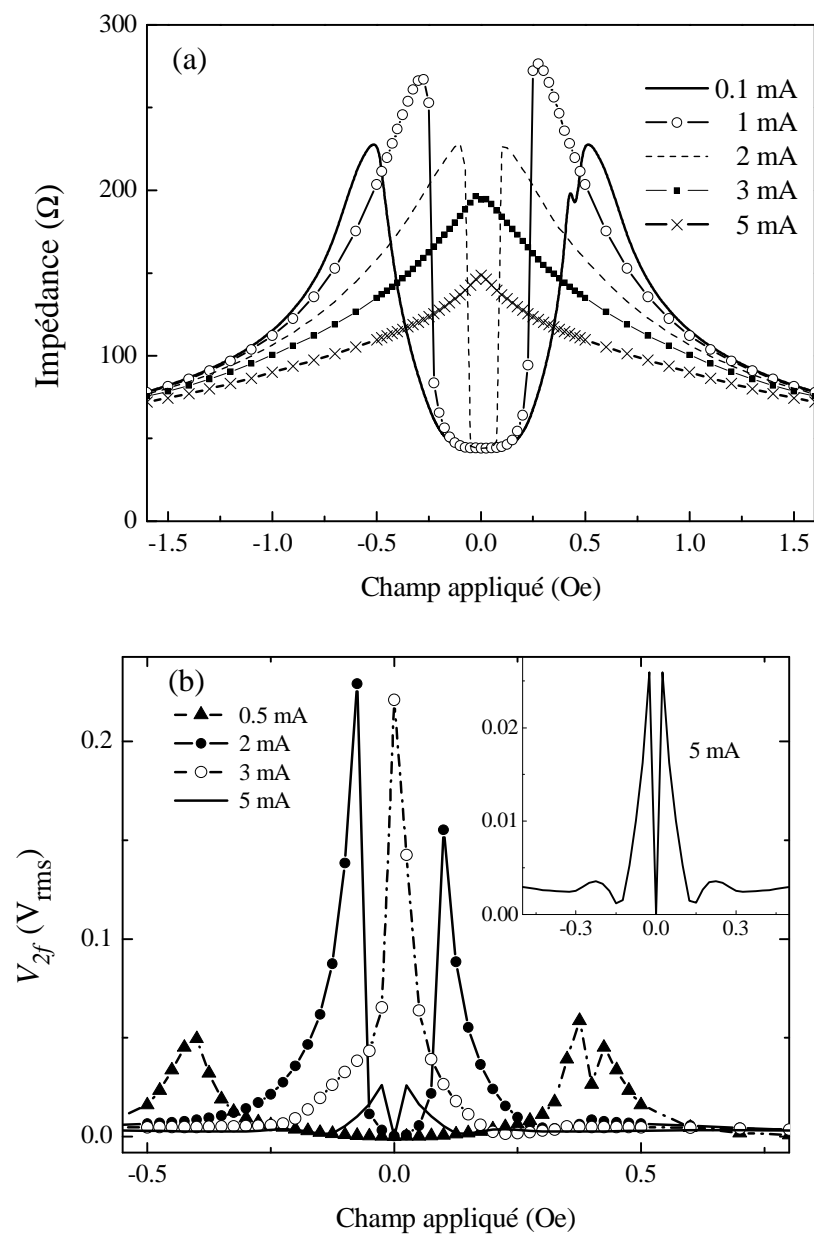 (a)
300
200
100
0
Impédance (Ω)
0.1 mA
1 mA
2 mA
3 mA
5 mA
-1.5 -1.0 -0.5 0.0 0.5 1.0 1.5
Champ appliqué (Oe)
(b)
0.2
0.1
0.0
V2f (Vrms)
0.5 mA
2 mA
3 mA
5 mA
0.02
0.01
0.00
5 mA
-0.3 0.0 0.3
-0.5 0.0 0.5
Champ appliqué (Oe)